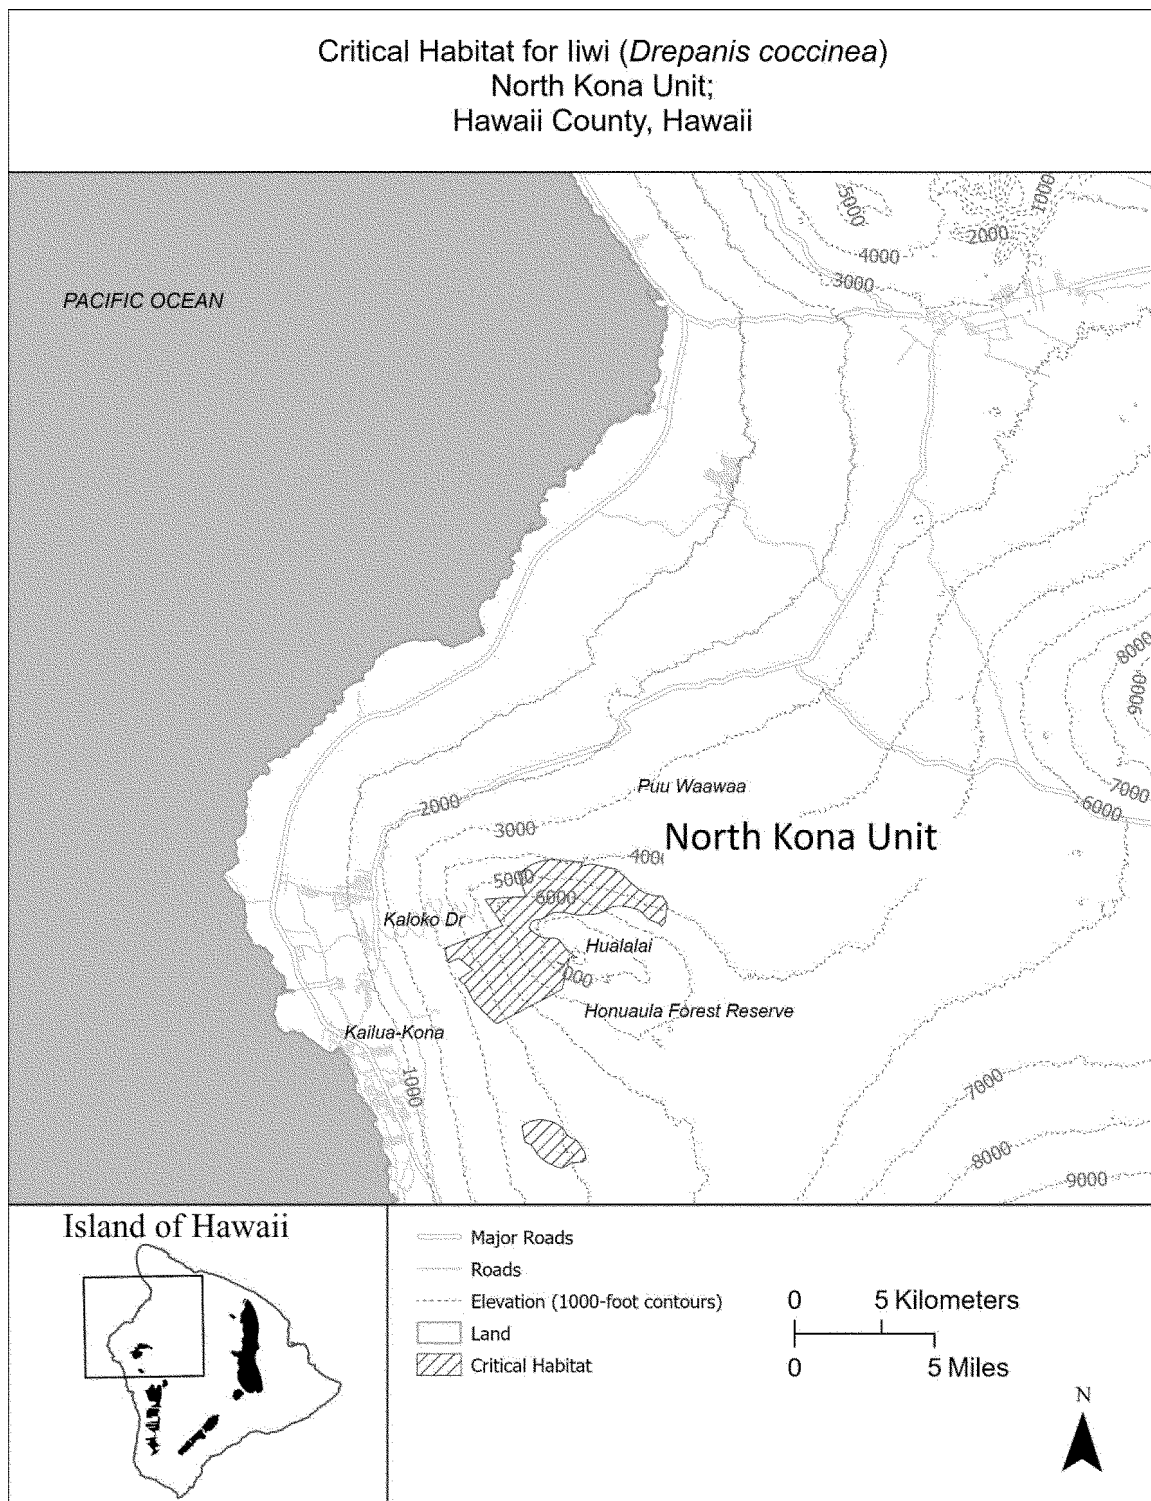 Critical Habitat for Iiwi (Drepanis coccinea)
North Kona Unit;
Hawaii County, Hawaii
5000
1000
2000
4000
3000
PACIFIC OCEAN
8000
9000
7000
6000
Puu Waawaa
2000
3000
North Kona Unit
400
5000
6000
Kaloko Dr
Hualalai
7000
Honuaula Forest Reserve
Kailua-Kona
1000
7000
8000
9000
Island of Hawaii
Major Roads
Roads
Elevation (1000-foot contours)
Land
Critical Habitat
0 5 Kilometers
0 5 Miles
N